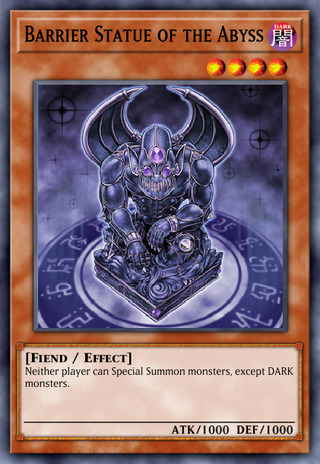 Barrier Statue of the Abyss
DARK
闇
[Fiend / Effect]
Neither player can Special Summon monsters, except DARK
monsters.
ATK/1000 DEF/1000